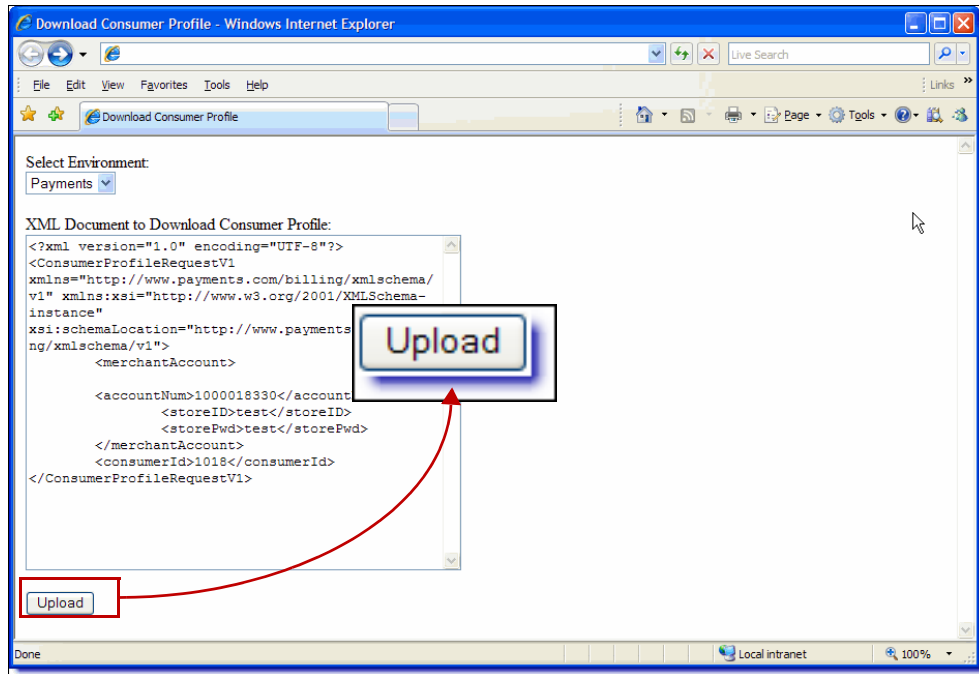 Download Consumer Profile - Windows Internet Explorer
Live Search
File Edit View Favorites Tools Help
Links »
Download Consumer Profile
Page Tools
Select Environment:
Payments
XML Document to Download Consumer Profile:
<?xml version="1.0" encoding="UTF-8"?>
<ConsumerProfileRequestV1
xmlns="http://www.payments.com/billing/xmlschema/
v1" xmlns:xsi="http://www.w3.org/2001/XMLSchema-
instance"
xsi:schemaLocation="http://www.payments
ng/xmlschema/v1">
<merchantAccount>
<accountNum>1000018330</account
<storeID>test</storeID>
<storePwd>test</storePwd>
</merchantAccount>
<consumerId>1018</consumerId>
</ConsumerProfileRequestV1>
Upload
Upload
Done
Local intranet
100%